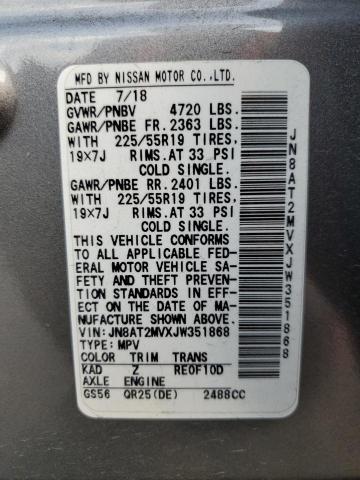 MFD BY NISSAN MOTOR CO.,LTD.
DATE 7/18
GVWR/PNBV 4720 LBS.
GAWR/PNBE FR. 2363 LBS.
WITH 225/55R19 TIRES,
19×7J RIMS.AT 33 PSI
COLD SINGLE.
GAWR/PNBE RR. 2401 LBS.
WITH 225/55R19 TIRES,
19×7J RIMS.AT 33 PSI
COLD SINGLE.
THIS VEHICLE CONFORMS
TO ALL APPLICABLE FED-
ERAL MOTOR VEHICLE SA-
FETY AND THEFT PREVEN-
TION STANDARDS IN EFF-
ECT ON THE DATE OF MA-
NUFACTURE SHOWN ABOVE.
VIN:JN8AT2MVXJW351868
TYPE: MPV
COLOR TRIM TRANS
KAD Z RE0F10D
AXLE ENGINE
GS56 QR25(DE) 2488CC
JN8AT2MVXJW351868